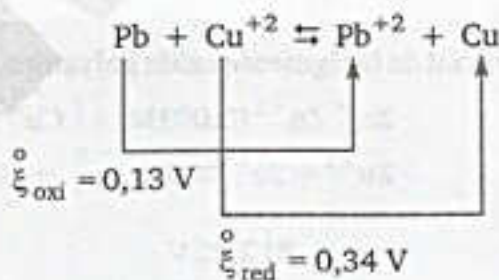 Pb + Cu⁺² ⇆ Pb⁺² + Cu
ξ° oxi = 0,13 V
ξ° red = 0,34 V